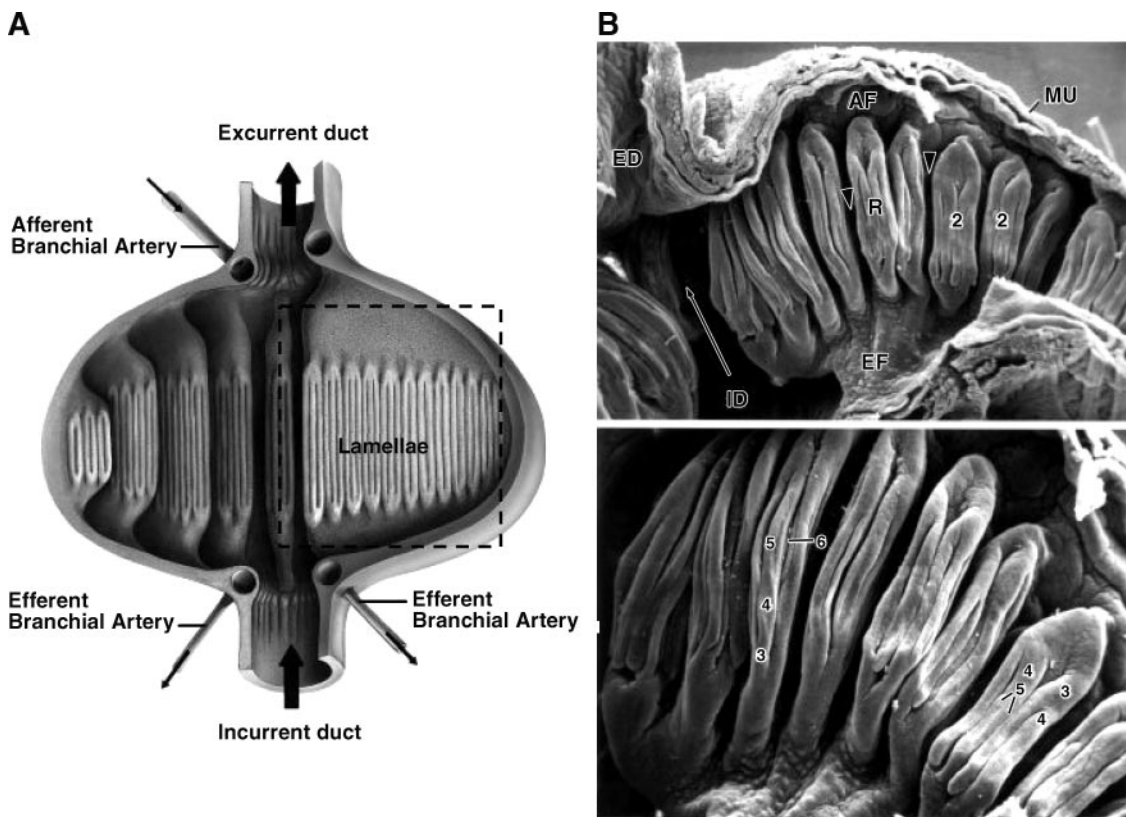 A
Excurrent duct
Afferent
Branchial Artery
Lamellae
Efferent
Branchial Artery
Efferent
Branchial Artery
Incurrent duct
B
AF
MU
ED
R
2
2
EF
ID
5
6
4
3
4
3
5
4